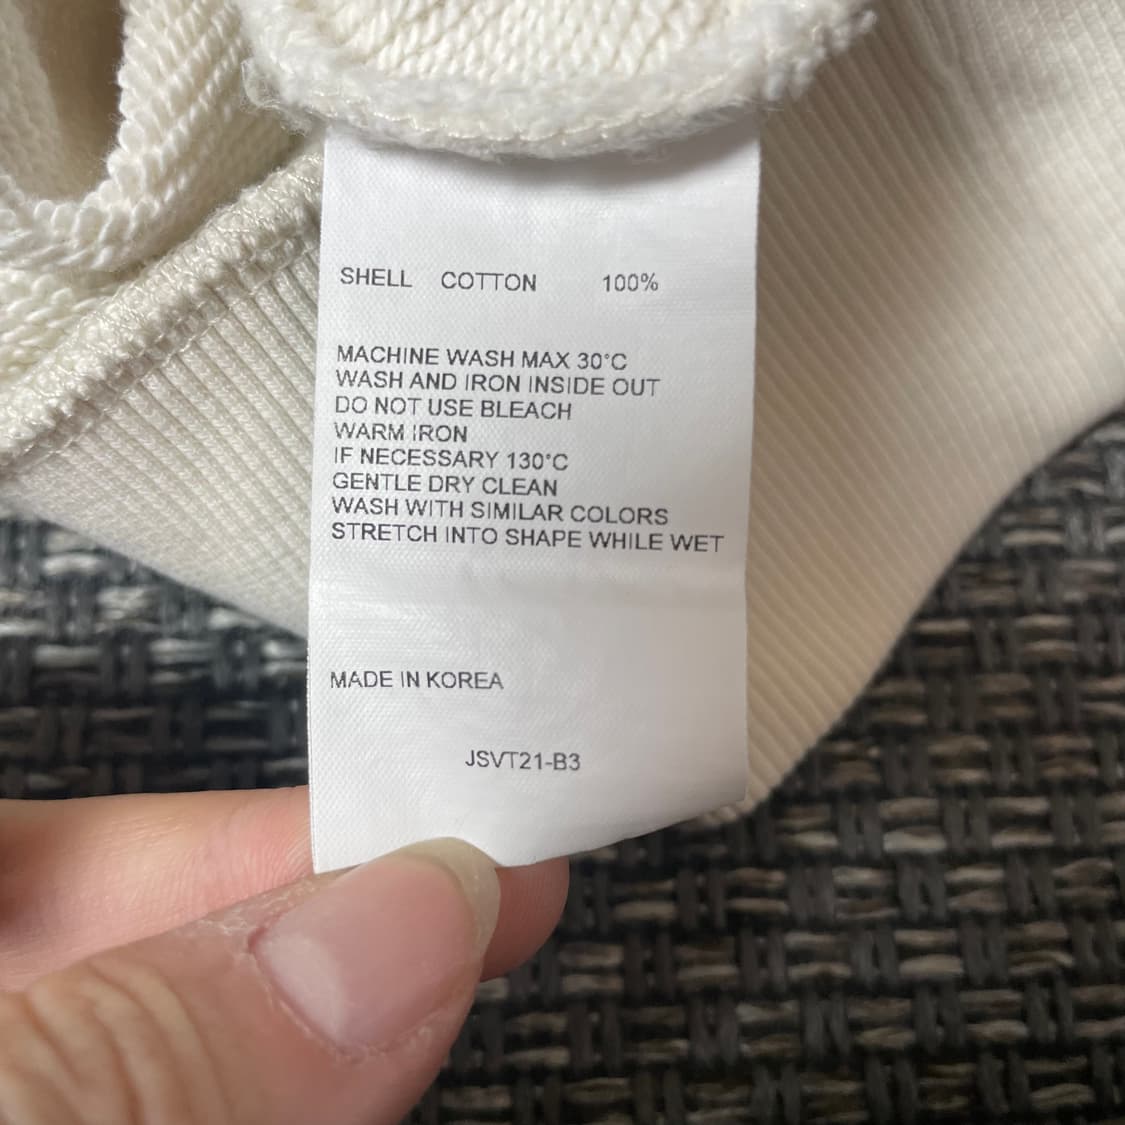 SHELL COTTON 100%
MACHINE WASH MAX 30°C
WASH AND IRON INSIDE OUT
DO NOT USE BLEACH
WARM IRON
IF NECESSARY 130°C
GENTLE DRY CLEAN
WASH WITH SIMILAR COLORS
STRETCH INTO SHAPE WHILE WET
MADE IN KOREA
JSVT21-B3